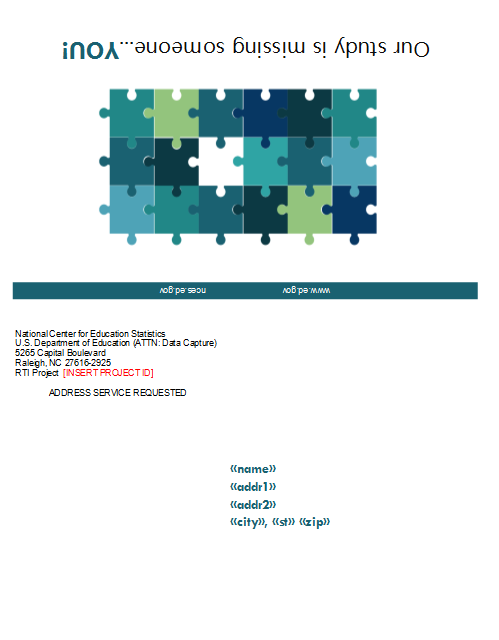 Our study is missing someone...YOU!
www.ed.gov nces.ed.gov
National Center for Education Statistics
U.S. Department of Education (ATTN: Data Capture)
5265 Capital Boulevard
Raleigh, NC 27616-2925
RTI Project [INSERT PROJECT ID]
ADDRESS SERVICE REQUESTED
«name»
«addr1»
«addr2»
«city», «st» «zip»